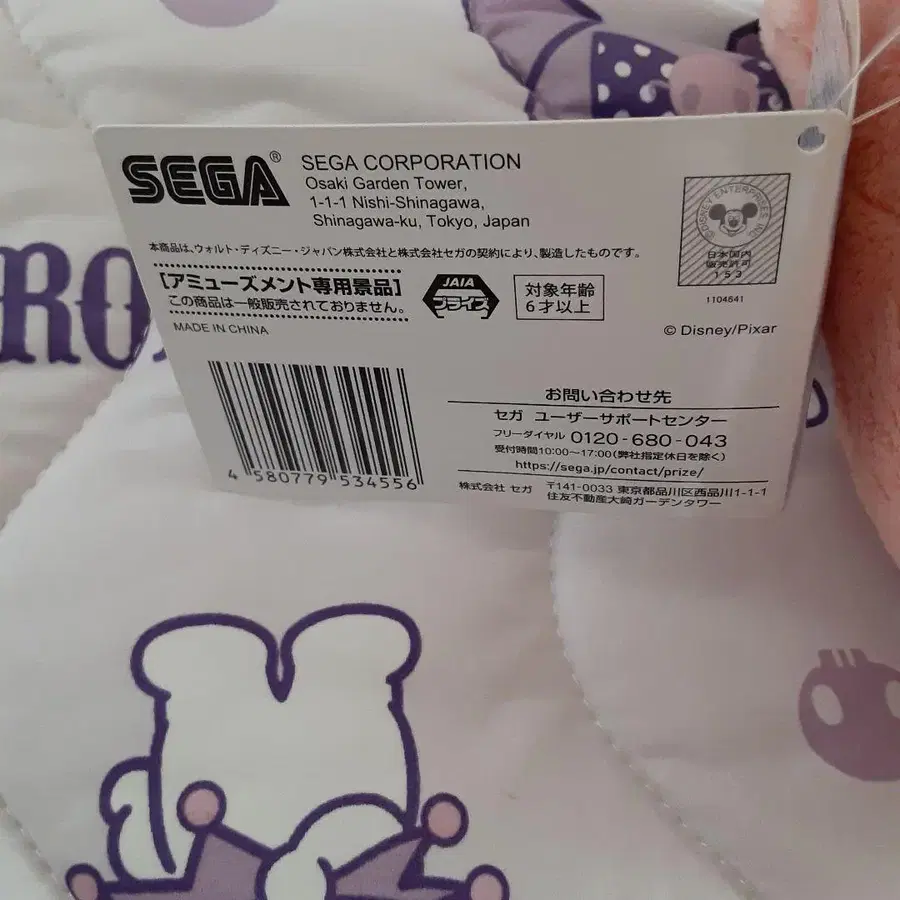 SEGA®
SEGA CORPORATION
Osaki Garden Tower,
1-1-1 Nishi-Shinagawa,
Shinagawa-ku, Tokyo, Japan
本商品は、ウォルト・ディズニー・ジャパン株式会社と株式会社セガの契約により、製造したものです。
[アミューズメント専用景品]
この商品は一般販売されておりません。
MADE IN CHINA
JAIA
プライズ
対象年齢
6才以上
© DISNEY ENTERPRISES INC
日本国内
販売許可
153
1104641
© Disney/Pixar
4 580779 534556
お問い合わせ先
セガ ユーザーサポートセンター
フリーダイヤル 0120-680-043
受付時間10:00~17:00(弊社指定休日を除く)
https://sega.jp/contact/prize/
株式会社 セガ 〒141-0033 東京都品川区西品川1-1-1
住友不動産大崎ガーデンタワー